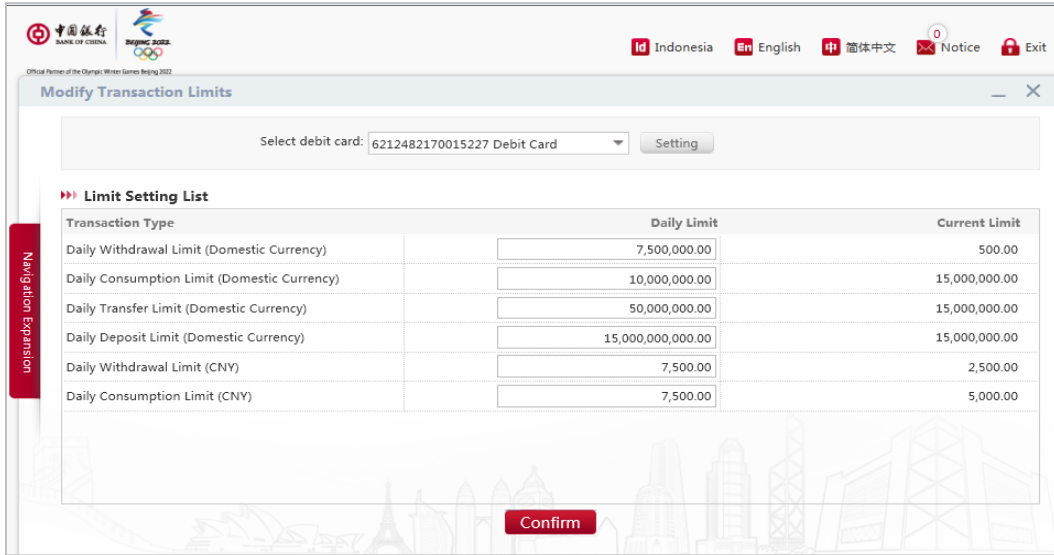 中国银行
BANK OF CHINA
BEIJING 2022
Official Partner of the Olympic Winter Games Beijing 2022
Id Indonesia En English 中 简体中文 0 Notice Exit
Modify Transaction Limits
Select debit card: 6212482170015227 Debit Card Setting
Limit Setting List
Transaction Type Daily Limit Current Limit
Daily Withdrawal Limit (Domestic Currency) 7,500,000.00 500.00
Daily Consumption Limit (Domestic Currency) 10,000,000.00 15,000,000.00
Daily Transfer Limit (Domestic Currency) 50,000,000.00 15,000,000.00
Daily Deposit Limit (Domestic Currency) 15,000,000,000.00 15,000,000.00
Daily Withdrawal Limit (CNY) 7,500.00 2,500.00
Daily Consumption Limit (CNY) 7,500.00 5,000.00
Navigation Expansion
Confirm